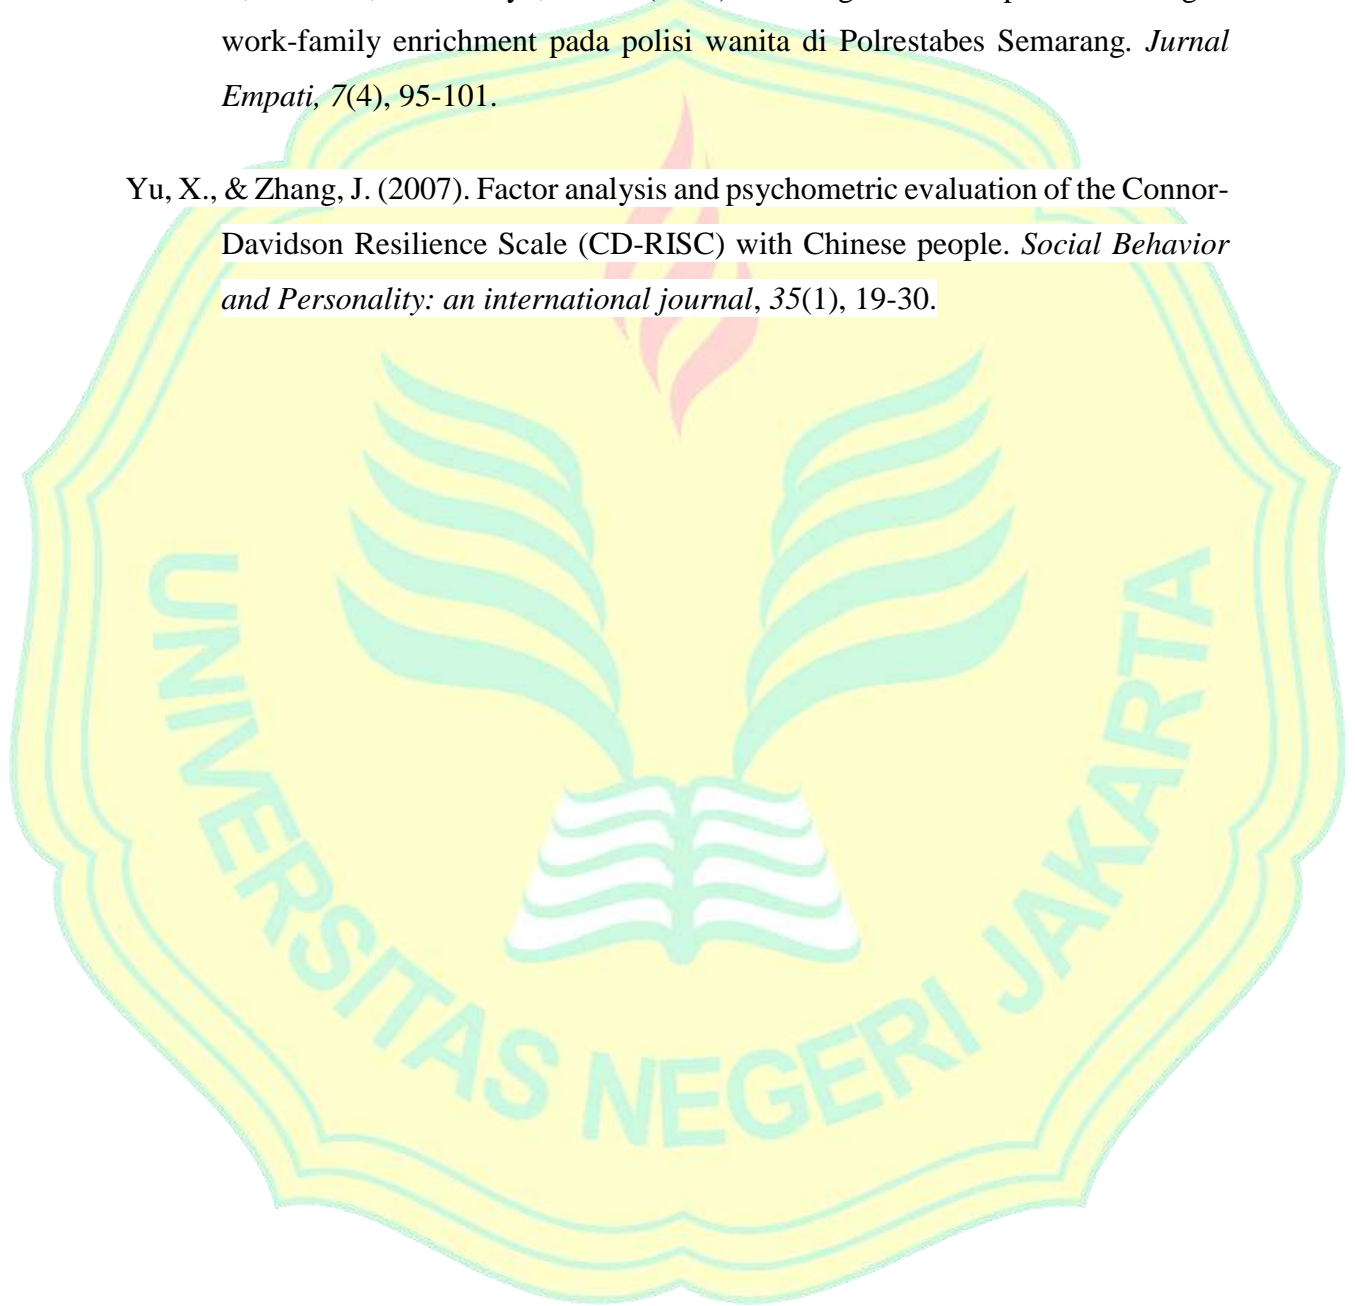 work-family enrichment pada polisi wanita di Polrestabes Semarang. Jurnal
Empati, 7(4), 95-101.
Yu, X., & Zhang, J. (2007). Factor analysis and psychometric evaluation of the Connor-
Davidson Resilience Scale (CD-RISC) with Chinese people. Social Behavior
and Personality: an international journal, 35(1), 19-30.
UNIVERSITAS NEGERI JAKARTA